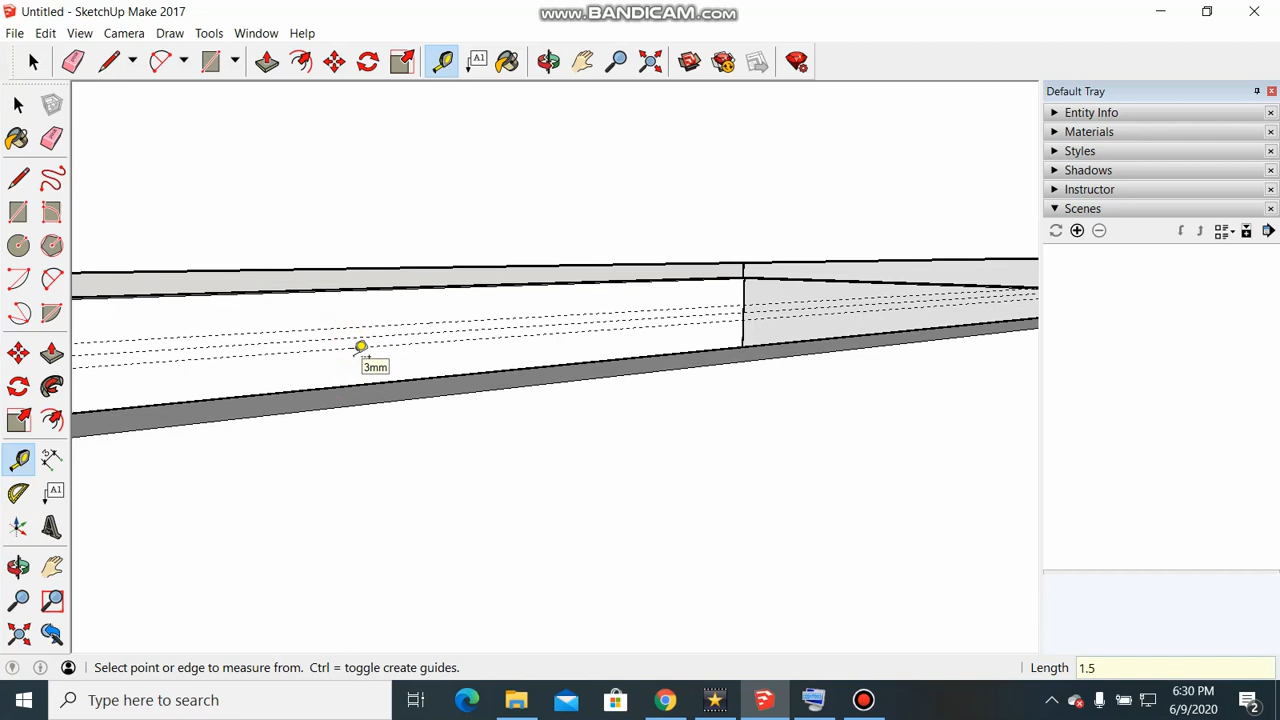 Untitled - SketchUp Make 2017
WWW.BANDICAM.COM
File Edit View Camera Draw Tools Window Help
A1
Default Tray
Entity Info
Materials
Styles
Shadows
Instructor
Scenes
3mm
A1
Select point or edge to measure from. Ctrl = toggle create guides.
Length 1.5
Type here to search
6:30 PM
6/9/2020
2